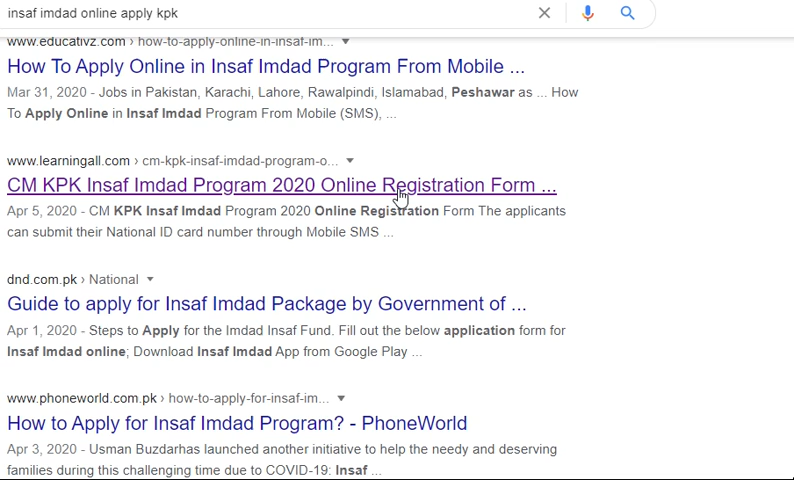 insaf imdad online apply kpk
www.educativz.com › how-to-apply-online-in-insaf-im...
How To Apply Online in Insaf Imdad Program From Mobile ...
Mar 31, 2020 - Jobs in Pakistan, Karachi, Lahore, Rawalpindi, Islamabad, Peshawar as ... How
To Apply Online in Insaf Imdad Program From Mobile (SMS), ...
www.learningall.com › cm-kpk-insaf-imdad-program-o...
CM KPK Insaf Imdad Program 2020 Online Registration Form ...
Apr 5, 2020 - CM KPK Insaf Imdad Program 2020 Online Registration Form The applicants
can submit their National ID card number through Mobile SMS ...
dnd.com.pk › National
Guide to apply for Insaf Imdad Package by Government of ...
Apr 1, 2020 - Steps to Apply for the Imdad Insaf Fund. Fill out the below application form for
Insaf Imdad online; Download Insaf Imdad App from Google Play ...
www.phoneworld.com.pk › how-to-apply-for-insaf-im...
How to Apply for Insaf Imdad Program? - PhoneWorld
Apr 3, 2020 - Usman Buzdarhas launched another initiative to help the needy and deserving
families during this challenging time due to COVID-19: Insaf ...